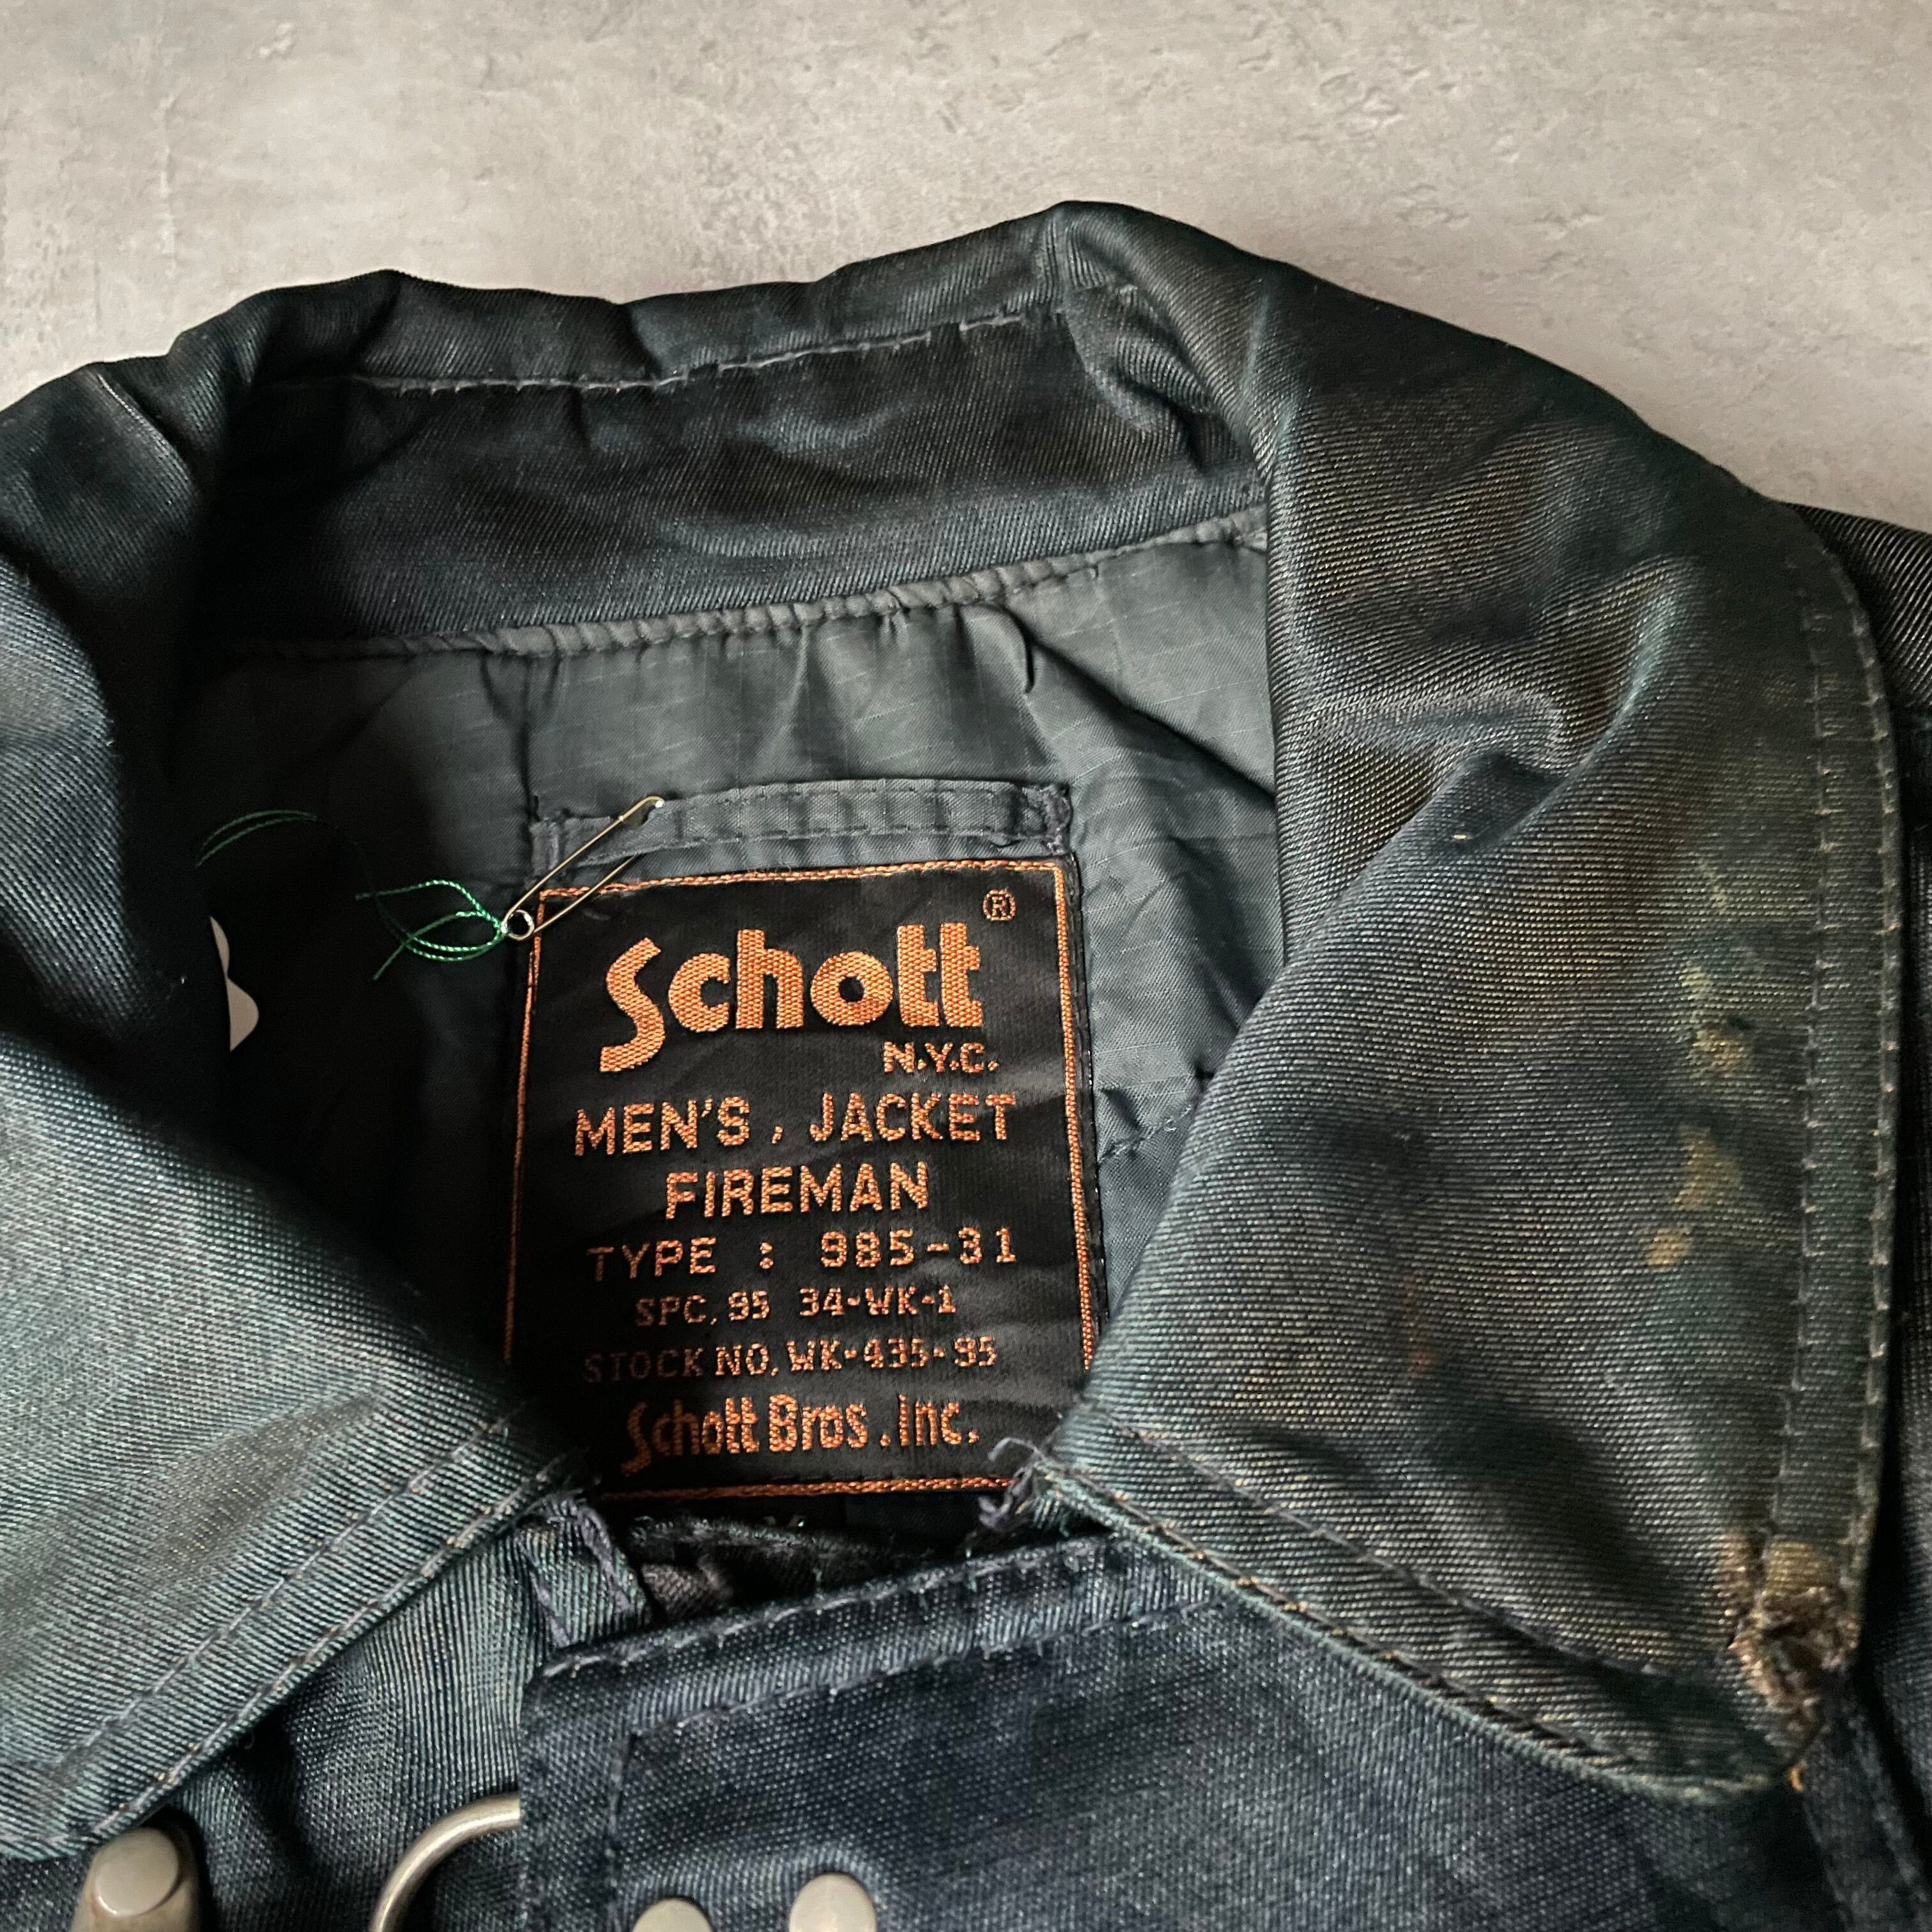 Schott ®
N.Y.C.
MEN'S, JACKET
FIREMAN
TYPE : 985-31
SPC, 95 34-WK-1
STOCK NO, WK-435-95
Schott Bros.Inc.